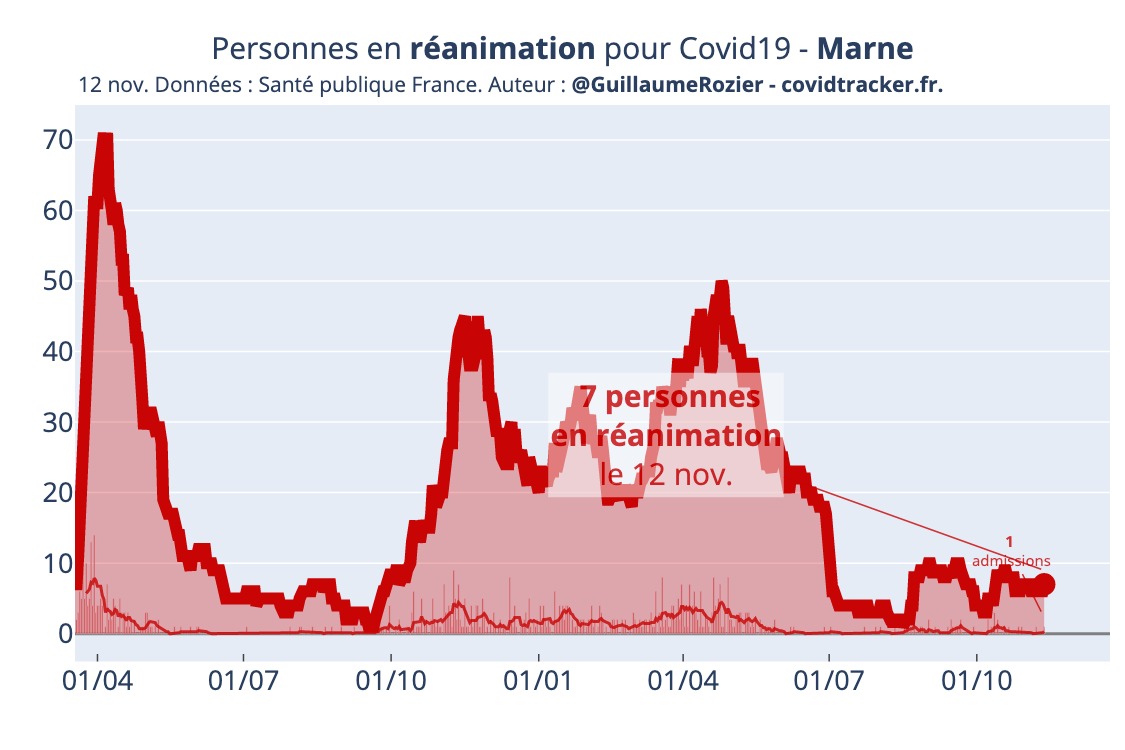 Personnes en réanimation pour Covid19 - Marne
12 nov. Données : Santé publique France. Auteur : @GuillaumeRozier - covidtracker.fr.
70
60
50
40
30
20
10
0
7 personnes
en réanimation
le 12 nov.
1
admissions
01/04
01/07
01/10
01/01
01/04
01/07
01/10